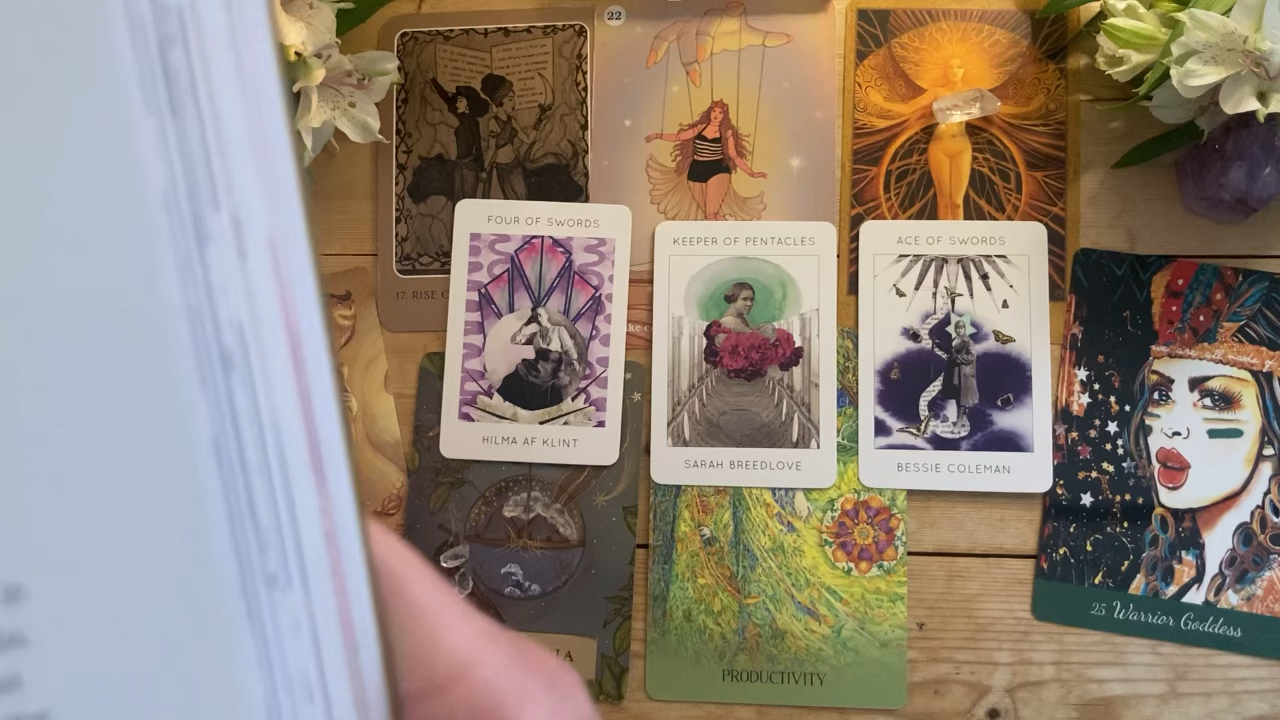 22
17. RISE
FOUR OF SWORDS
HILMA AF KLINT
KEEPER OF PENTACLES
SARAH BREEDLOVE
ACE OF SWORDS
BESSIE COLEMAN
PRODUCTIVITY
25. Warrior Goddess